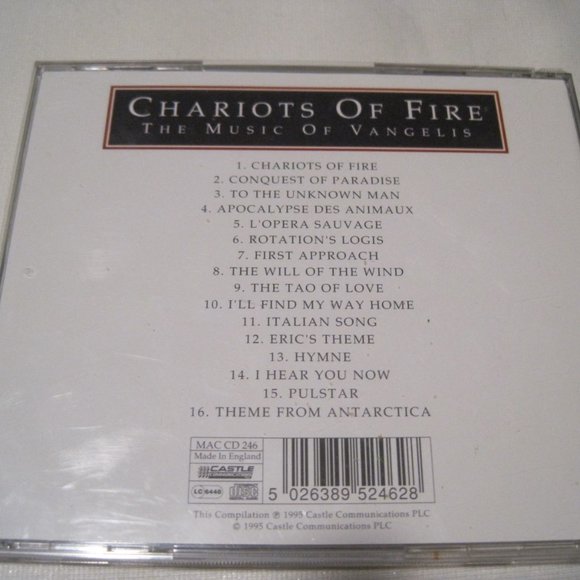 CHARIOTS OF FIRE
THE MUSIC OF VANGELIS
1. CHARIOTS OF FIRE
2. CONQUEST OF PARADISE
3. TO THE UNKNOWN MAN
4. APOCALYPSE DES ANIMAUX
5. L'OPERA SAUVAGE
6. ROTATION'S LOGIS
7. FIRST APPROACH
8. THE WILL OF THE WIND
9. THE TAO OF LOVE
10. I'LL FIND MY WAY HOME
11. ITALIAN SONG
12. ERIC'S THEME
13. HYMNE
14. I HEAR YOU NOW
15. PULSTAR
16. THEME FROM ANTARCTICA
MAC CD 246
Made in England
CASTLE
COMMUNICATIONS
LC 6448
disc
5 026389 524628
This Compilation ℗ 1995 Castle Communications PLC
© 1995 Castle Communications PLC